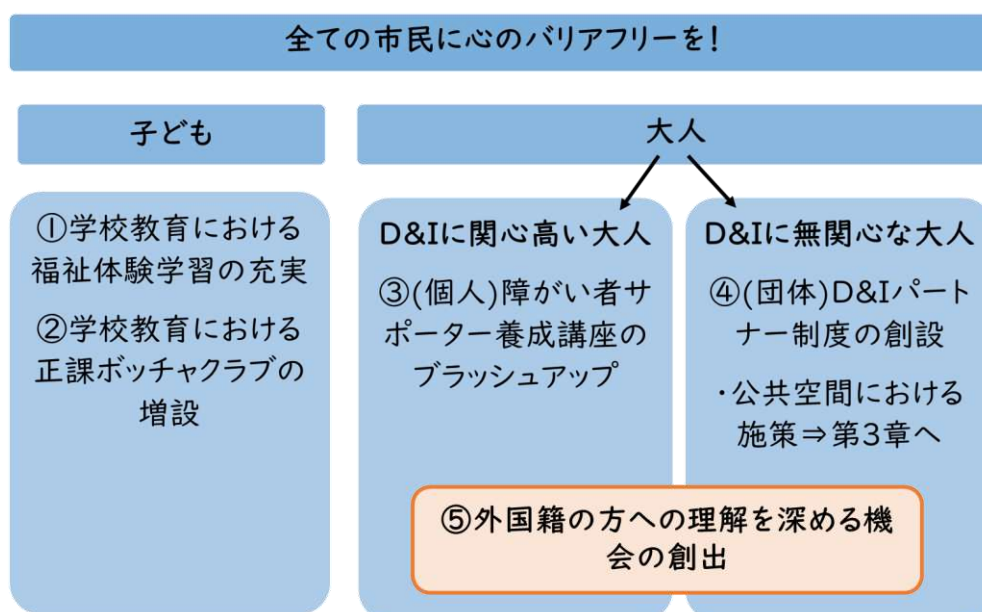 全ての市民に心のバリアフリーを!
子ども
①学校教育における
福祉体験学習の充実
②学校教育における
正課ボッチャクラブの
増設
大人
D&Iに関心高い大人
③(個人)障がい者サ
ポーター養成講座の
ブラッシュアップ
D&Iに無関心な大人
④(団体)D&Iパート
ナー制度の創設
・公共空間における
施策⇒第3章へ
⑤外国籍の方への理解を深める機
会の創出